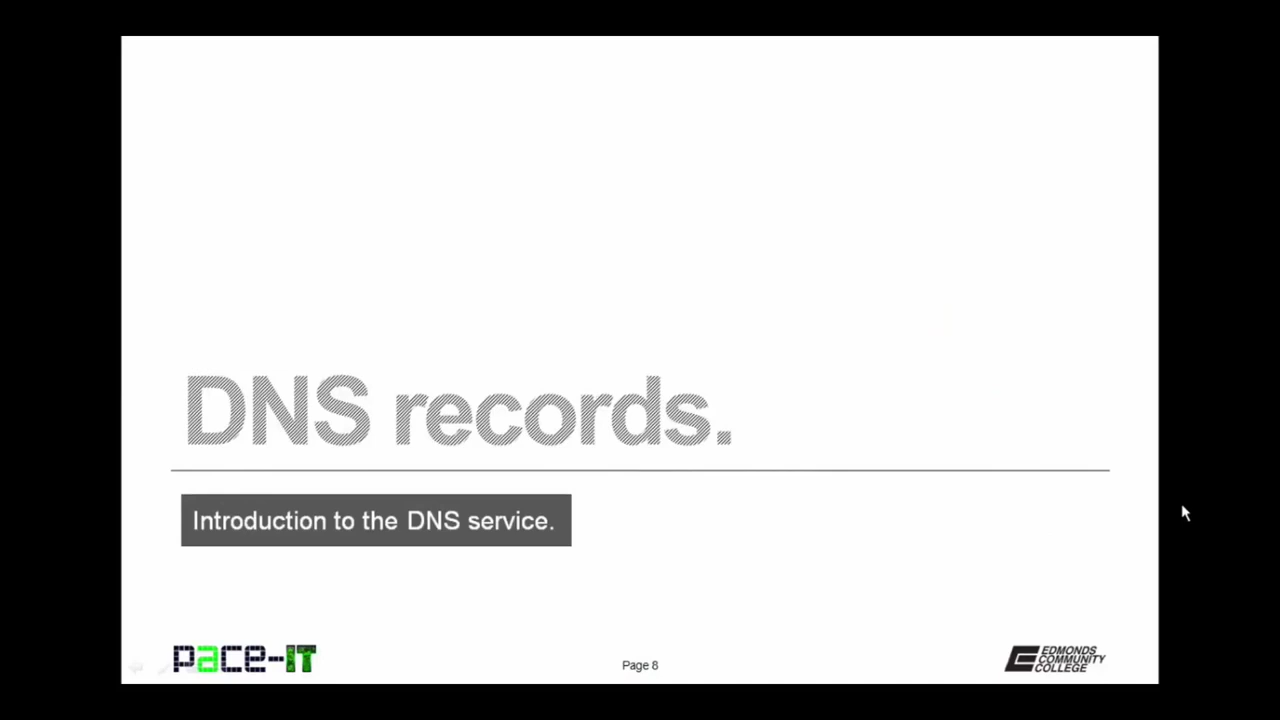 DNS records.
Introduction to the DNS service.
pace-IT
Page 8
EDMONDS
COMMUNITY
COLLEGE